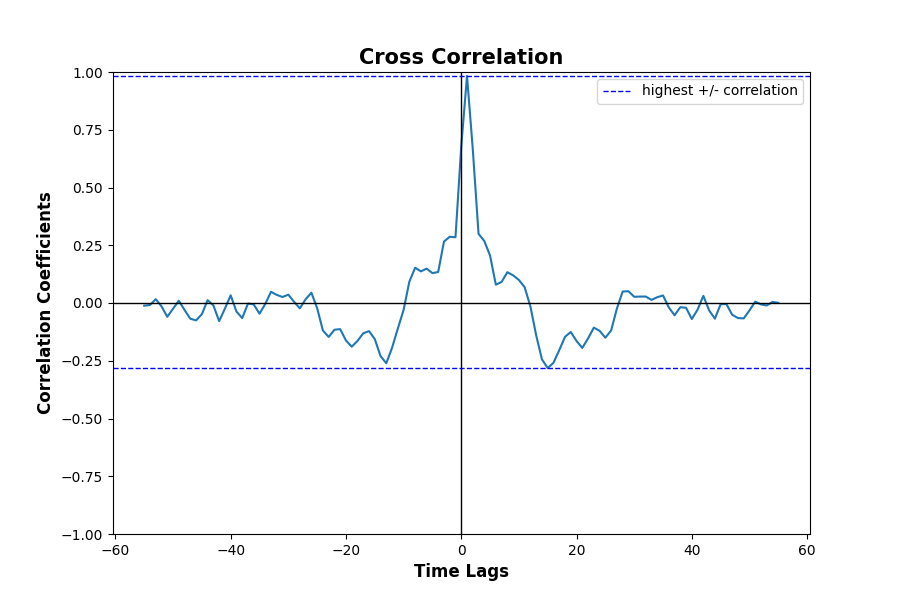 Cross Correlation
highest +/- correlation
1.00
0.75
0.50
0.25
0.00
−0.25
−0.50
−0.75
−1.00
Correlation Coefficients
−60 −40 −20 0 20 40 60
Time Lags